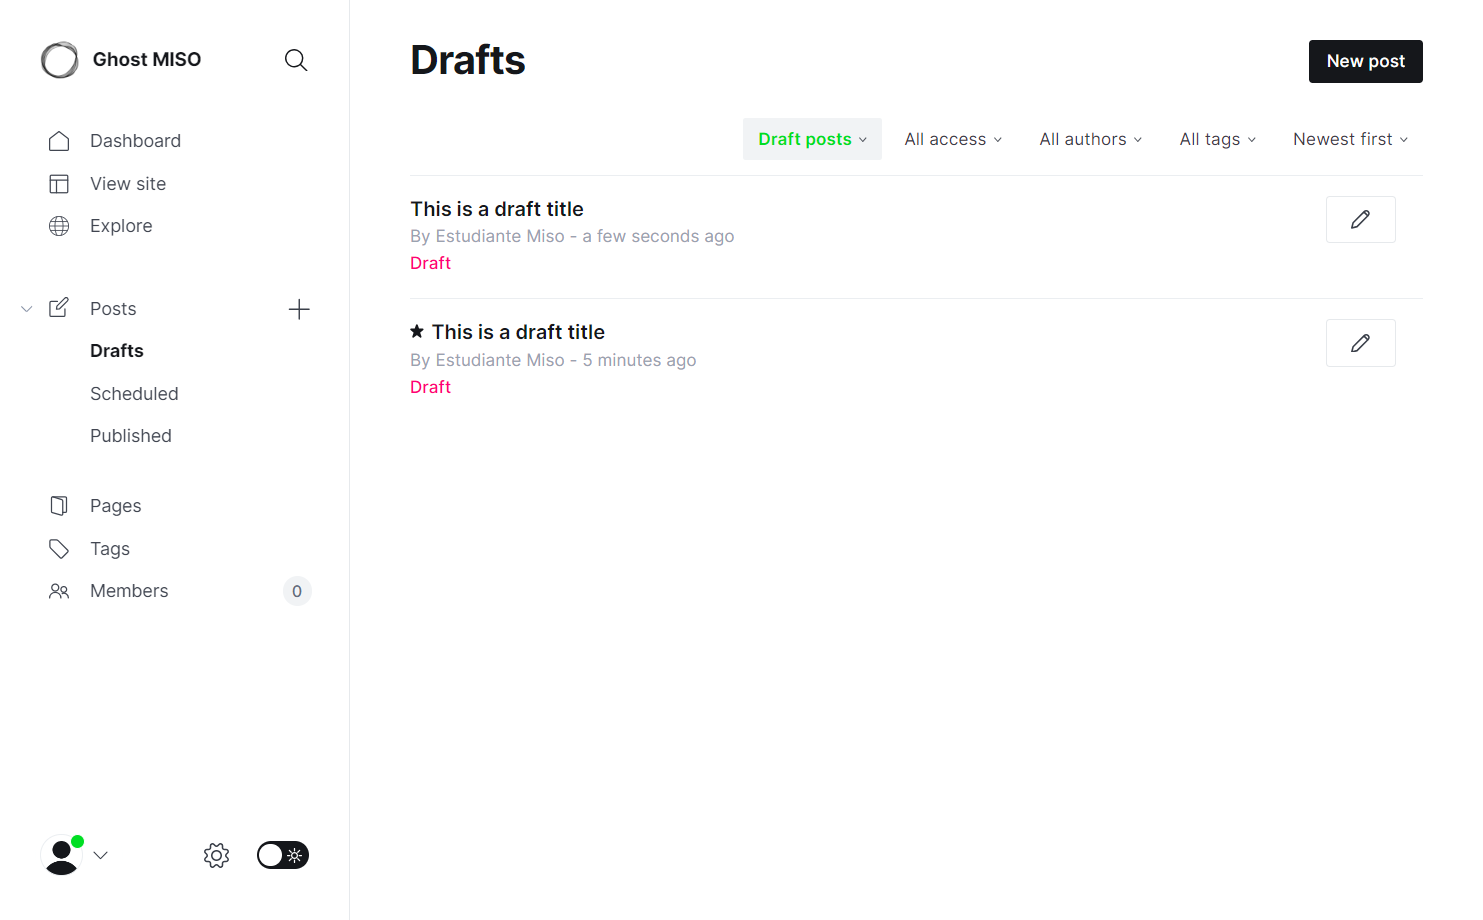 Ghost MISO
Dashboard
View site
Explore
Posts
Drafts
Scheduled
Published
Pages
Tags
Members 0
Drafts
New post
Draft posts All access All authors All tags Newest first
This is a draft title
By Estudiante Miso - a few seconds ago
Draft
This is a draft title
By Estudiante Miso - 5 minutes ago
Draft